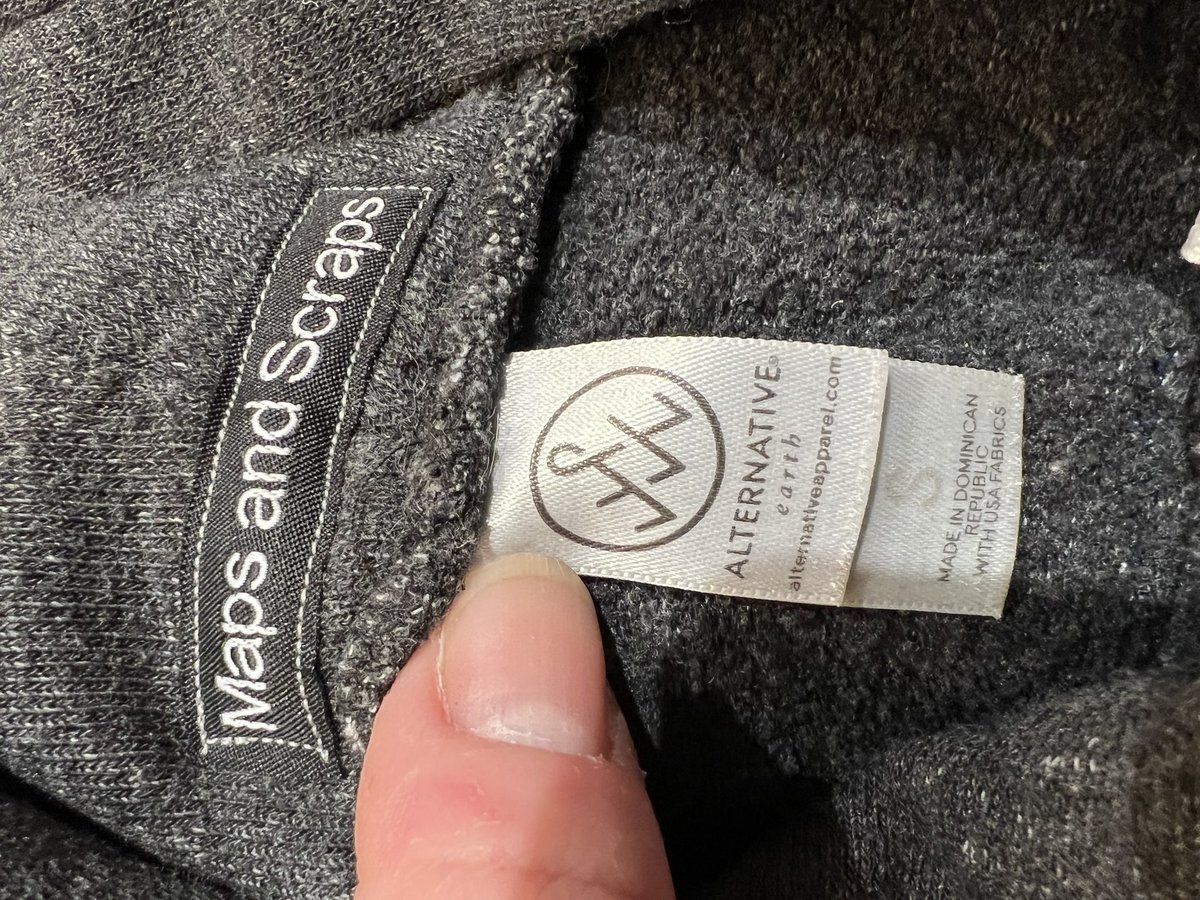 Maps and Scraps
ALTERNATIVE®
earth
alternativeapparel.com
S
MADE IN DOMINICAN
REPUBLIC
WITH USA FABRICS